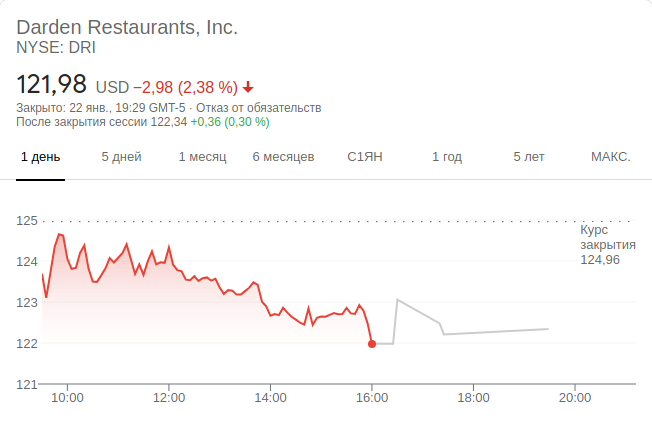 Darden Restaurants, Inc.
NYSE: DRI
121,98 USD −2,98 (2,38 %)
Закрыто: 22 янв., 19:29 GMT-5 · Отказ от обязательств
После закрытия сессии 122,34 +0,36 (0,30 %)
1 день 5 дней 1 месяц 6 месяцев С1ЯН 1 год 5 лет МАКС.
125
Курс
закрытия
124,96
124
123
122
121
10:00 12:00 14:00 16:00 18:00 20:00